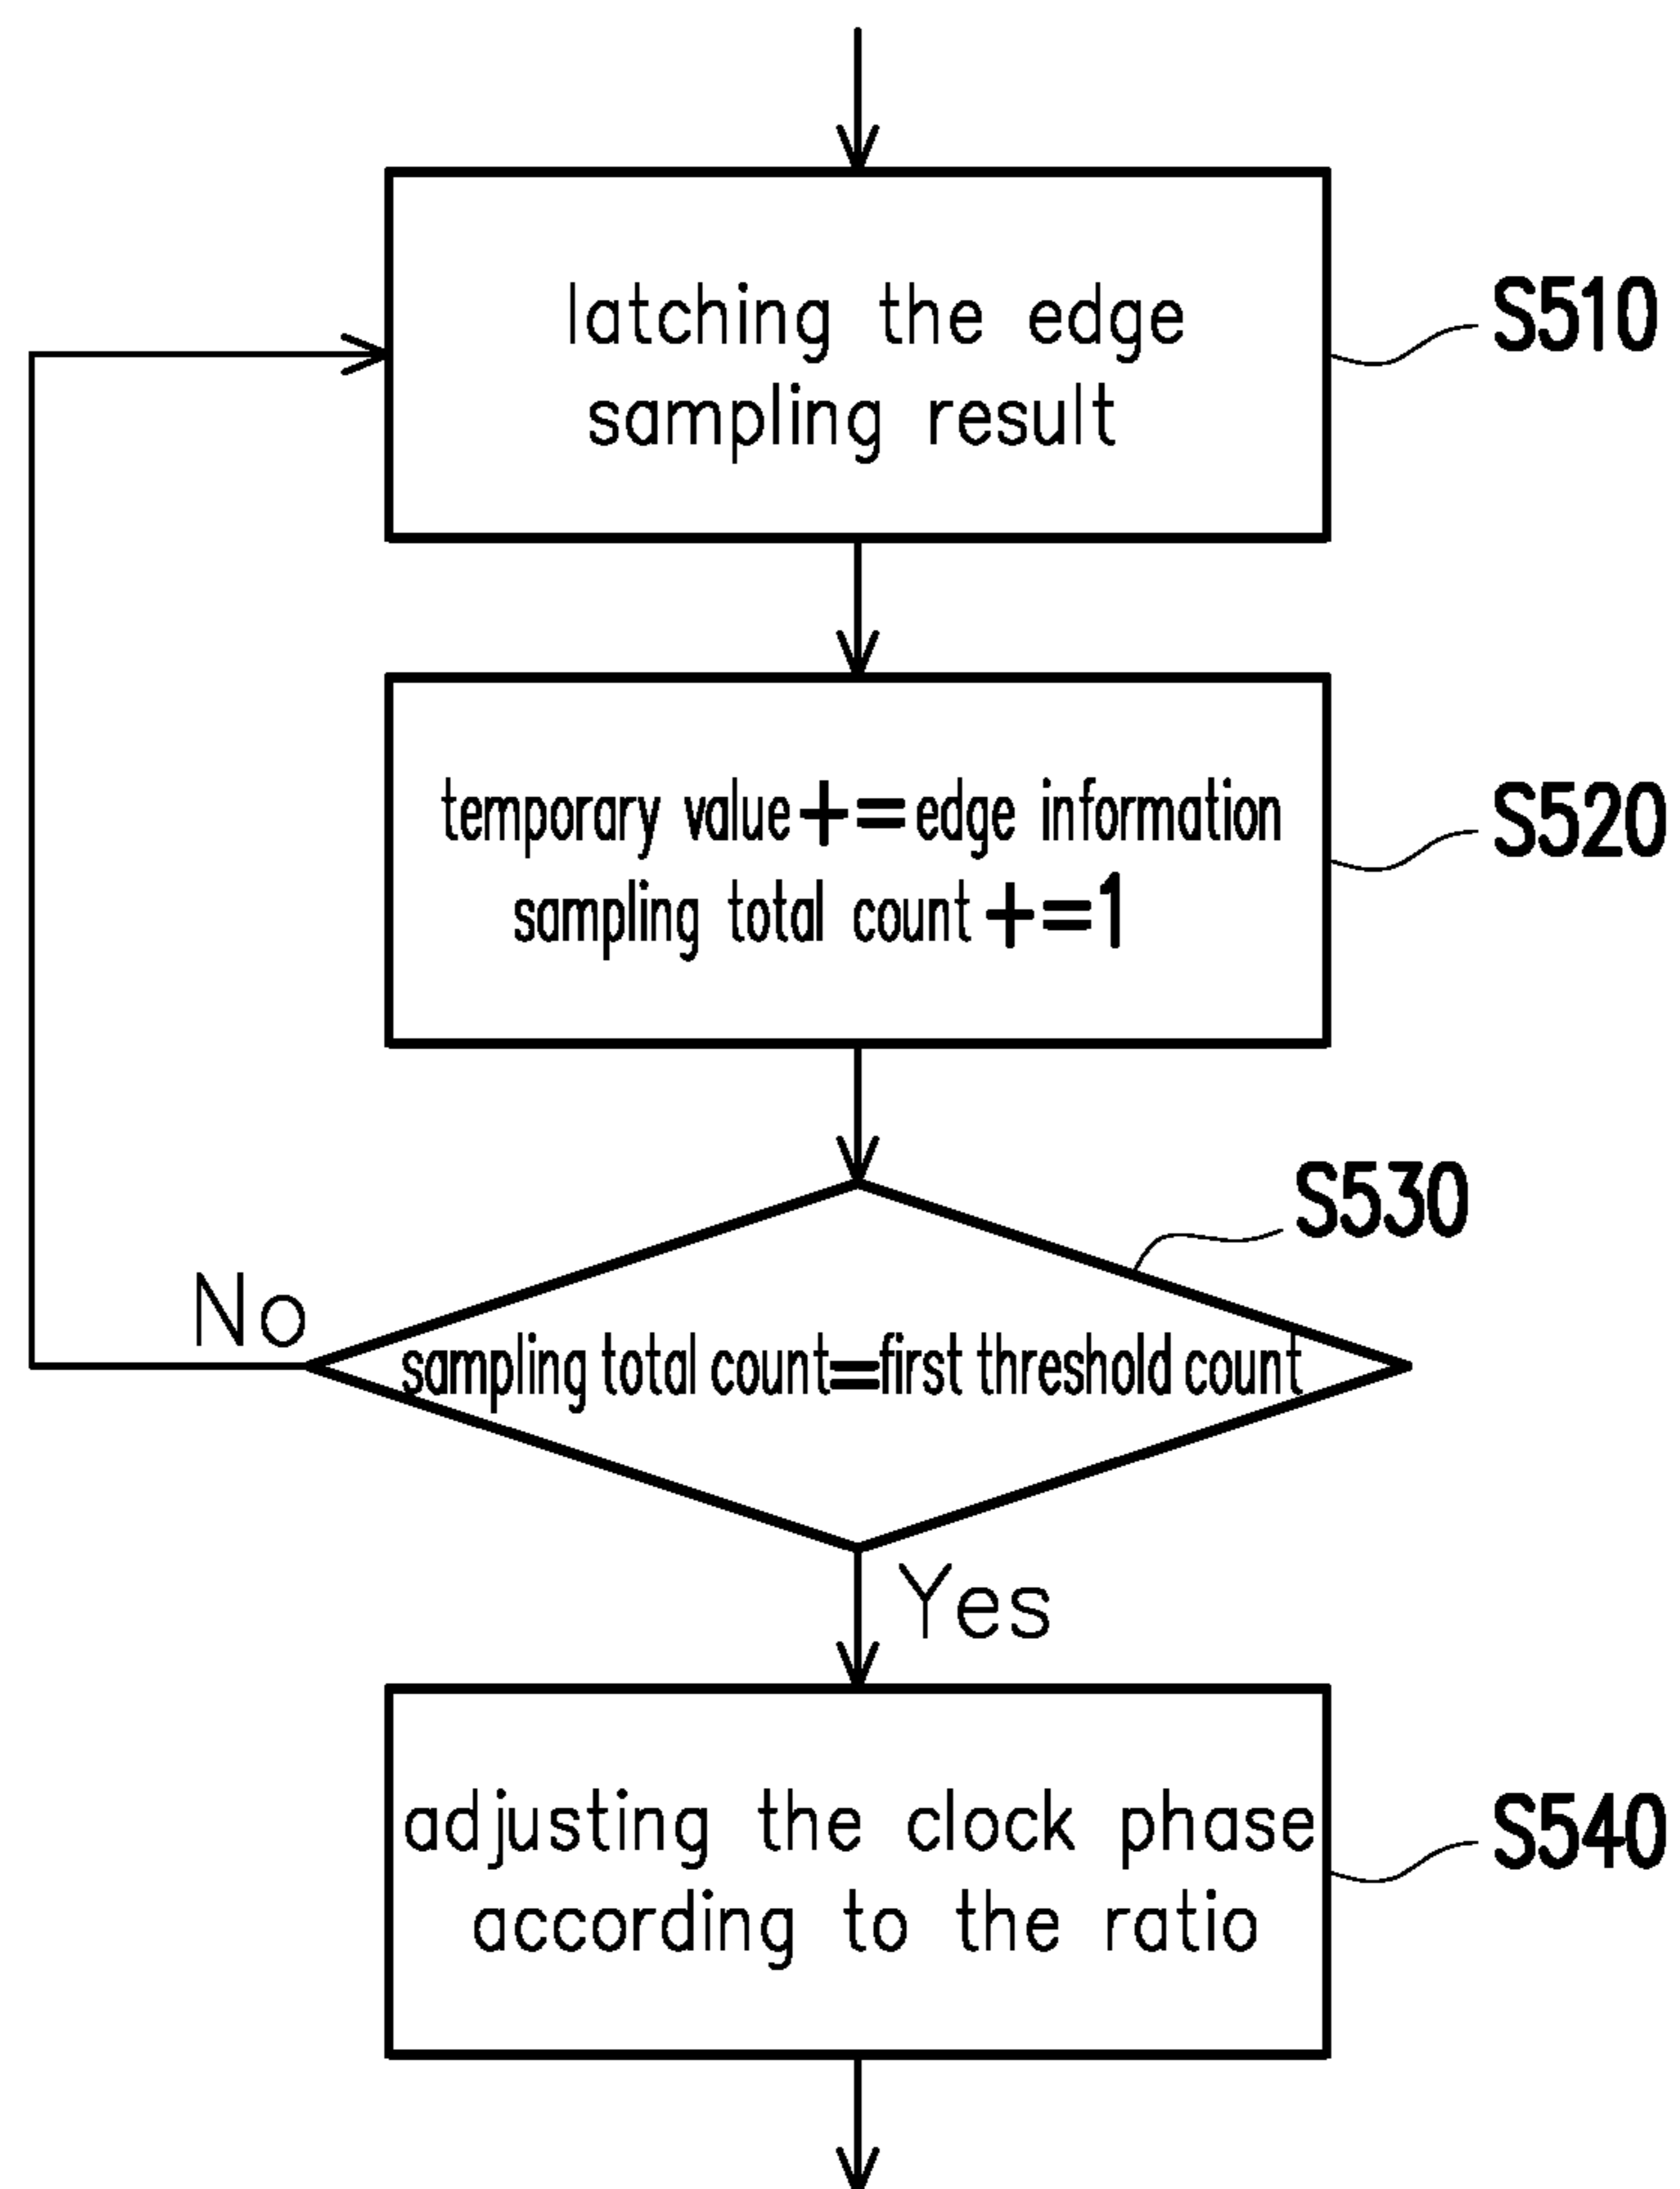 latching the edge
sampling result
S510
temporary value+=edge information
sampling total count+=1
S520
S530
No
sampling total count=first threshold count
Yes
adjusting the clock phase
according to the ratio
S540